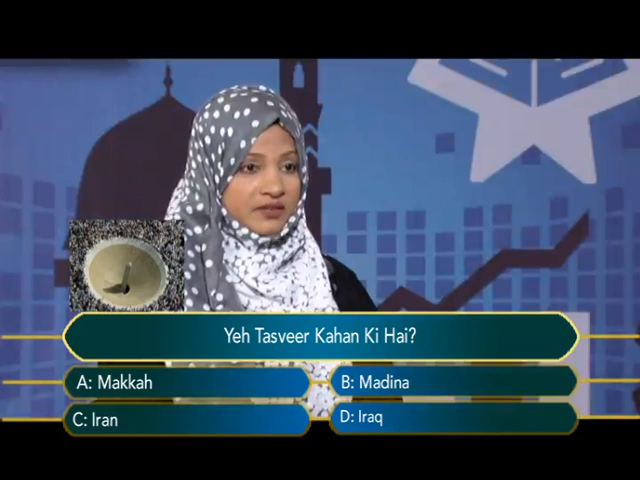 Yeh Tasveer Kahan Ki Hai?
A: Makkah
B: Madina
C: Iran
D: Iraq